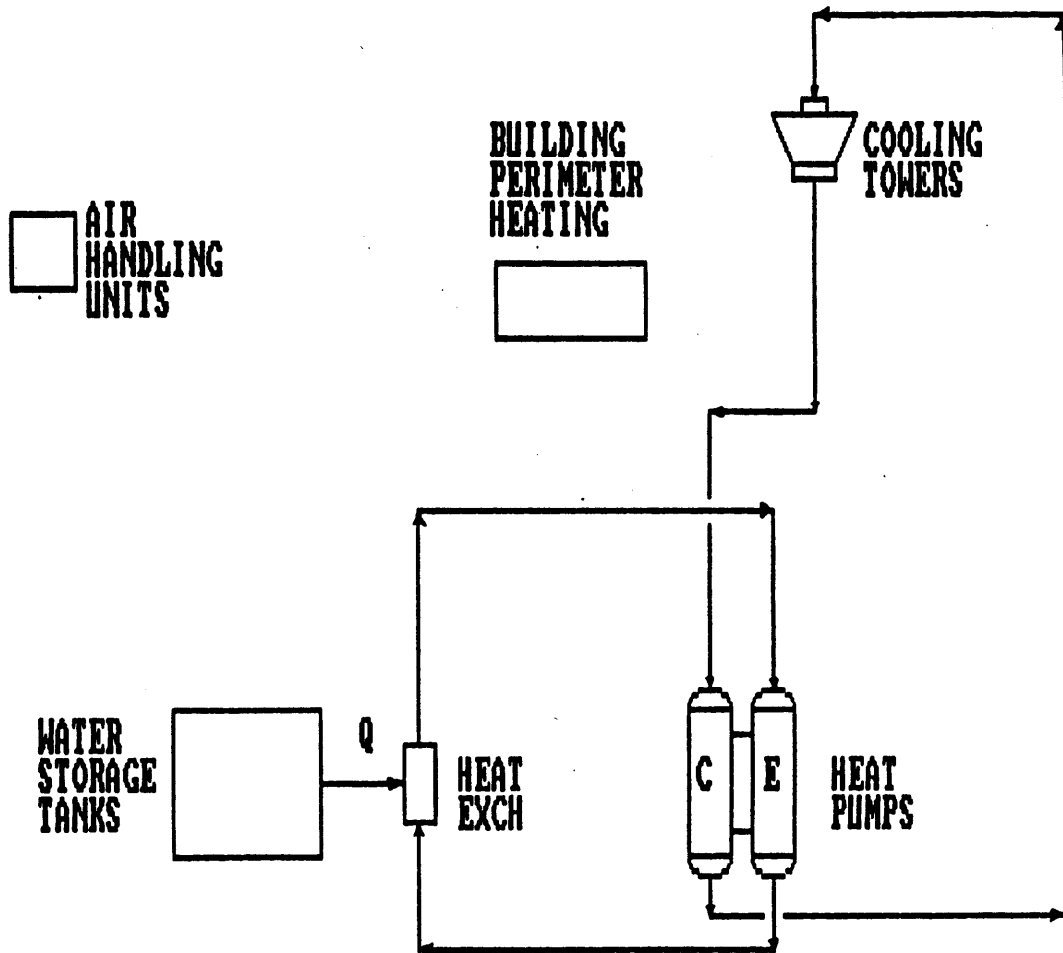 BUILDING
PERIMETER
HEATING
COOLING
TOWERS
AIR
HANDLING
UNITS
WATER
STORAGE
TANKS
Q
HEAT
EXCH
C
E
HEAT
PUMPS